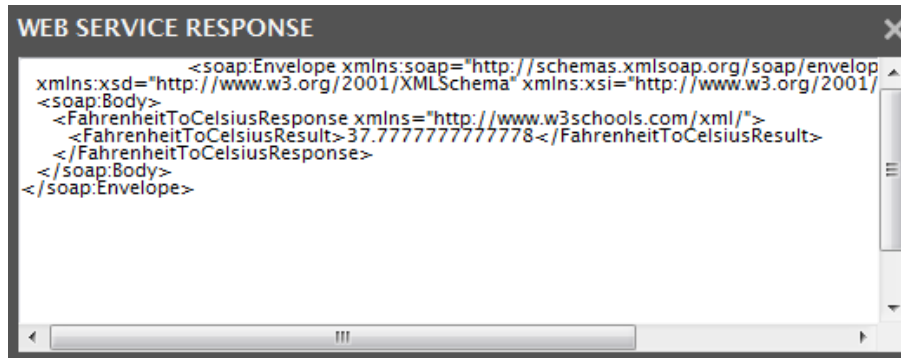 WEB SERVICE RESPONSE
<soap:Envelope xmlns:soap="http://schemas.xmlsoap.org/soap/envelop
xmlns:xsd="http://www.w3.org/2001/XMLSchema" xmlns:xsi="http://www.w3.org/2001/
<soap:Body>
<FahrenheitToCelsiusResponse xmlns="http://www.w3schools.com/xml/">
<FahrenheitToCelsiusResult>37.7777777777778</FahrenheitToCelsiusResult>
</FahrenheitToCelsiusResponse>
</soap:Body>
</soap:Envelope>